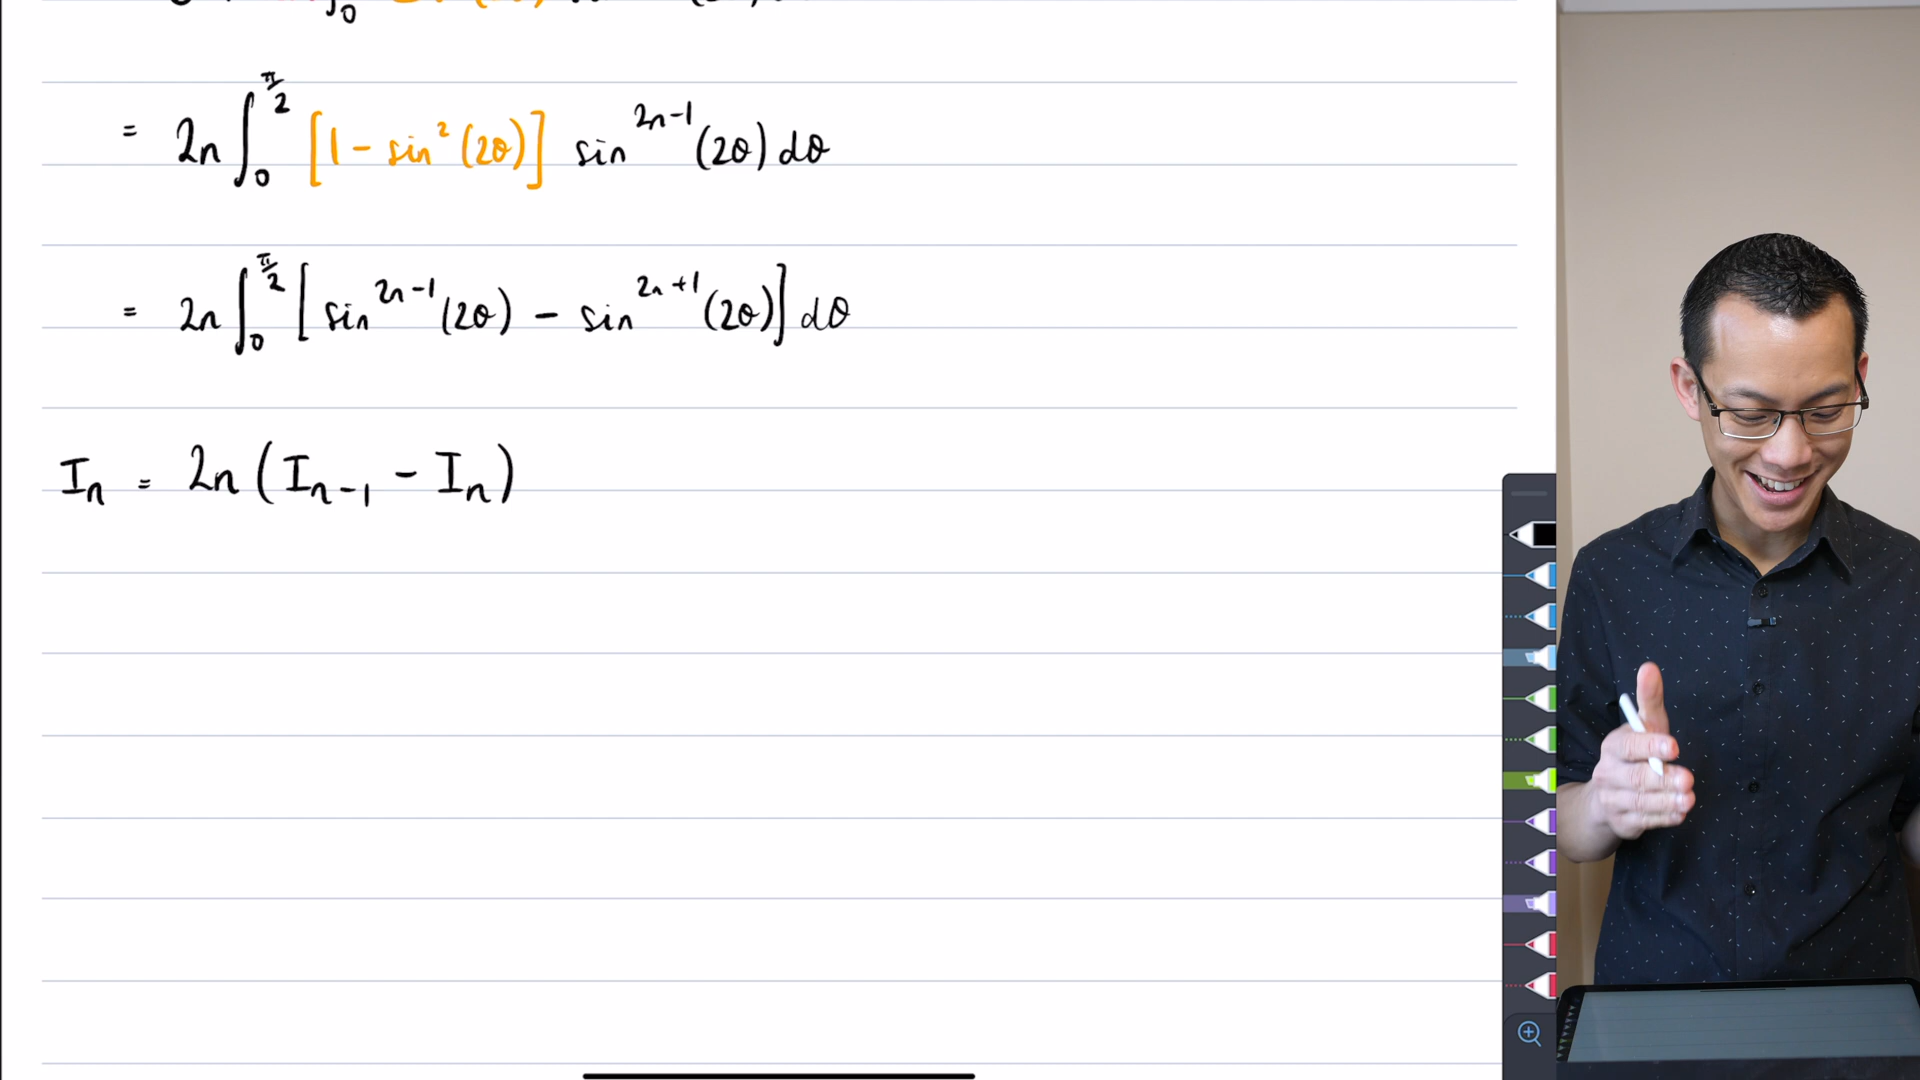 = 2n ∫₀^(π/2) [1 − sin²(2θ)] sin^(2n−1)(2θ) dθ
= 2n ∫₀^(π/2) [sin^(2n−1)(2θ) − sin^(2n+1)(2θ)] dθ
Iₙ = 2n (Iₙ₋₁ − Iₙ)